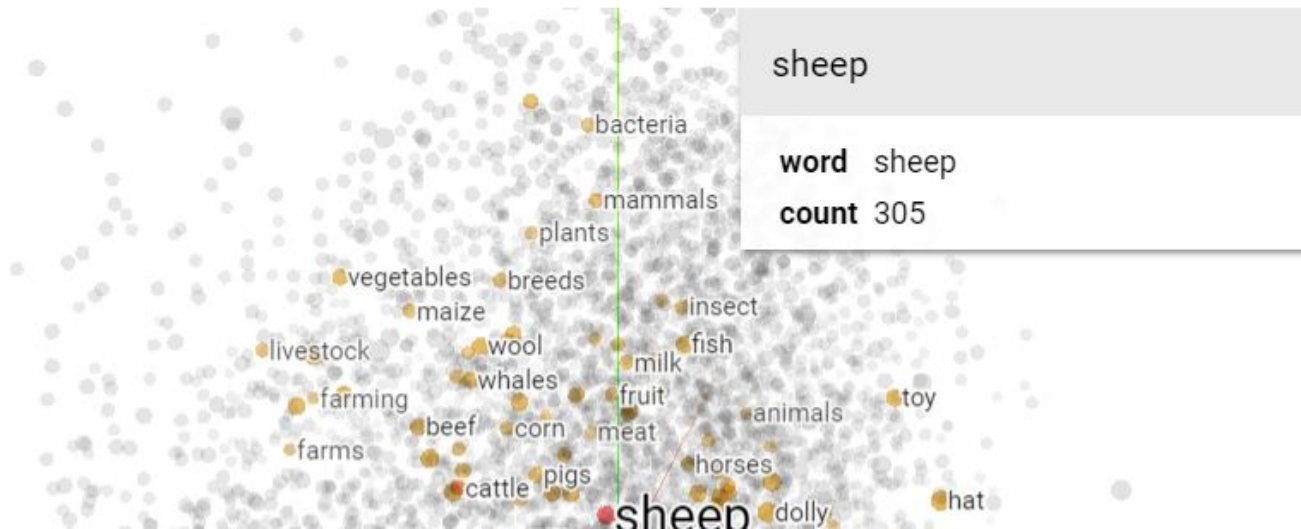 sheep
bacteria
word sheep
mammals
count 305
plants
vegetables
breeds
maize
insect
livestock
wool
fish
milk
whales
farming
fruit
toy
animals
beef
corn
meat
farms
horses
cattle
pigs
hat
sheep
dolly